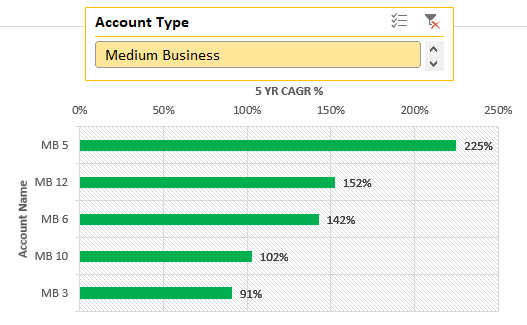 Account Type
Medium Business
5 YR CAGR %
0% 50% 100% 150% 200% 250%
Account Name
MB 5 225%
MB 12 152%
MB 6 142%
MB 10 102%
MB 3 91%